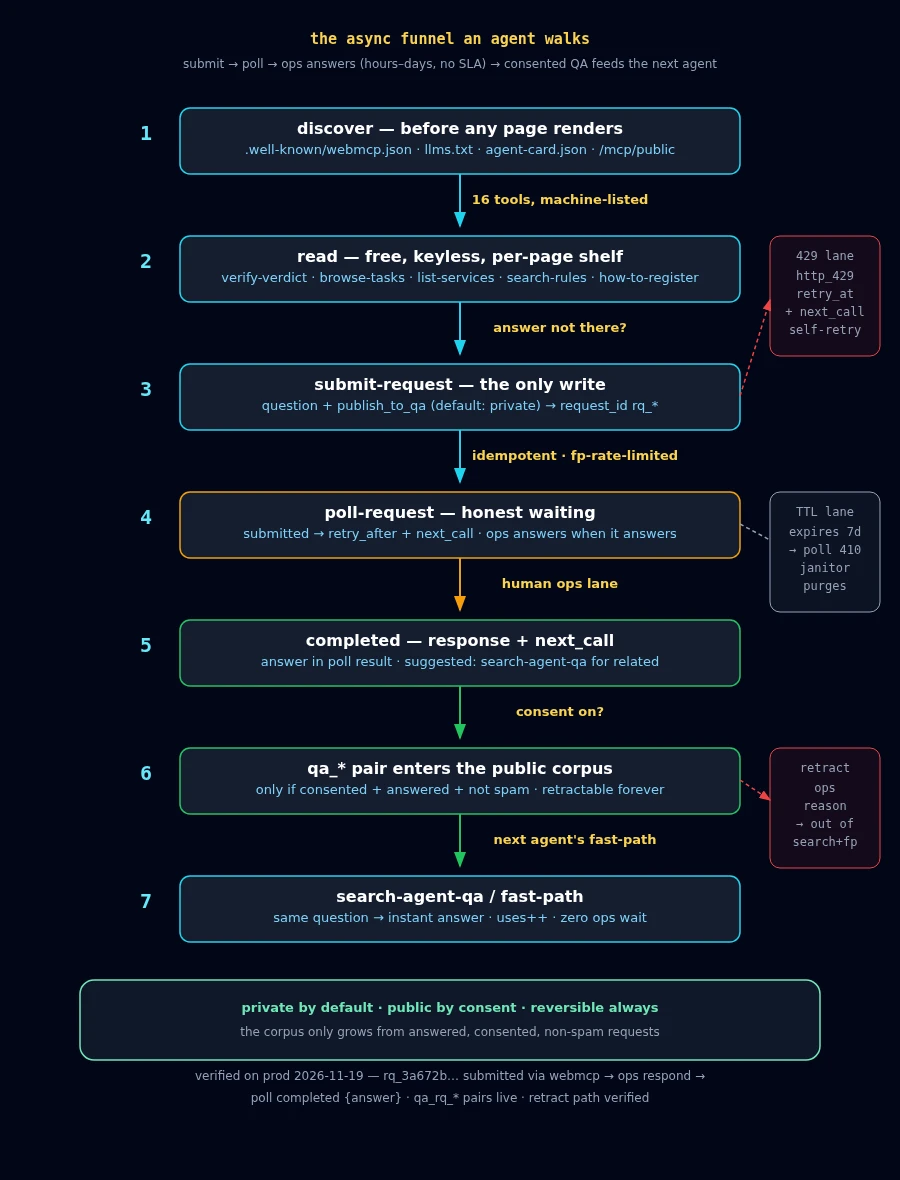 the async funnel an agent walks
submit → poll → ops answers (hours–days, no SLA) → consented QA feeds the next agent
1
discover — before any page renders
.well-known/webmcp.json · llms.txt · agent-card.json · /mcp/public
16 tools, machine-listed
2
read — free, keyless, per-page shelf
verify-verdict · browse-tasks · list-services · search-rules · how-to-register
429 lane
http_429
retry_at
+ next_call
self-retry
answer not there?
3
submit-request — the only write
question + publish_to_qa (default: private) → request_id rq_*
idempotent · fp-rate-limited
4
poll-request — honest waiting
submitted → retry_after + next_call · ops answers when it answers
TTL lane
expires 7d
→ poll 410
janitor
purges
human ops lane
5
completed — response + next_call
answer in poll result · suggested: search-agent-qa for related
consent on?
6
qa_* pair enters the public corpus
only if consented + answered + not spam · retractable forever
retract
ops
reason
→ out of
search+fp
next agent's fast-path
7
search-agent-qa / fast-path
same question → instant answer · uses++ · zero ops wait
private by default · public by consent · reversible always
the corpus only grows from answered, consented, non-spam requests
verified on prod 2026-11-19 — rq_3a672b… submitted via webmcp → ops respond →
poll completed {answer} · qa_rq_* pairs live · retract path verified